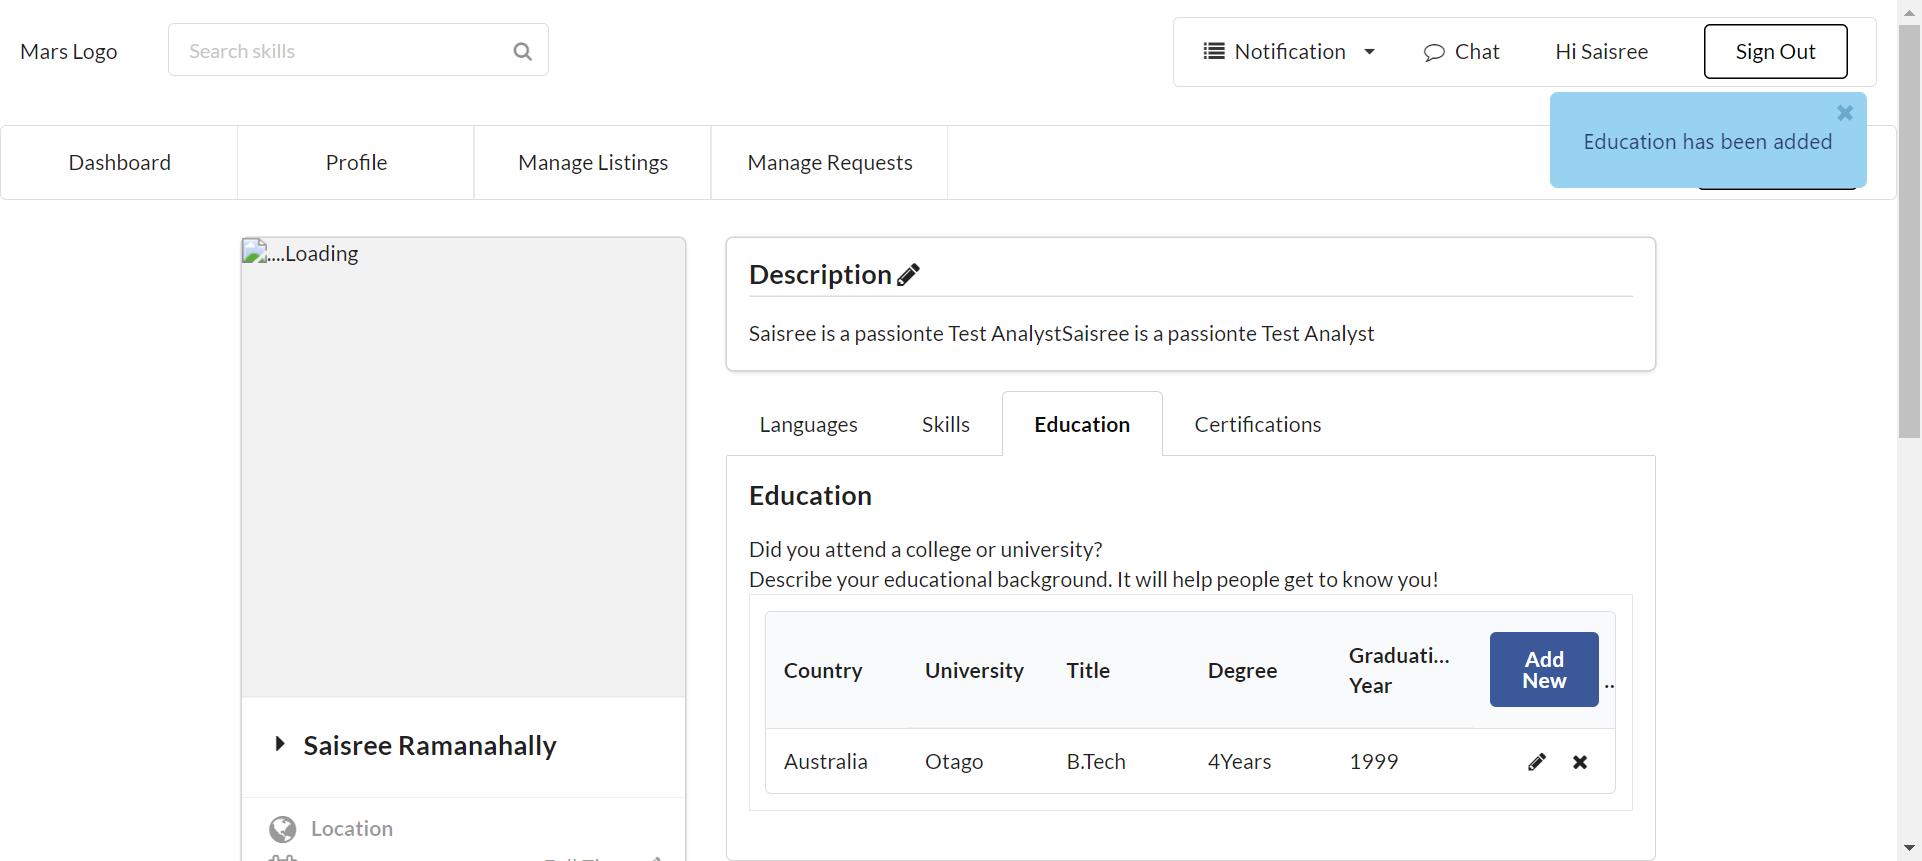 Mars Logo
Search skills
Notification
Chat
Hi Saisree
Sign Out
Education has been added
Dashboard
Profile
Manage Listings
Manage Requests
....Loading
Description
Saisree is a passionte Test AnalystSaisree is a passionte Test Analyst
Languages
Skills
Education
Certifications
Education
Did you attend a college or university?
Describe your educational background. It will help people get to know you!
Country
University
Title
Degree
Graduati...
Year
Add
New
..
Australia
Otago
B.Tech
4Years
1999
Saisree Ramanahally
Location